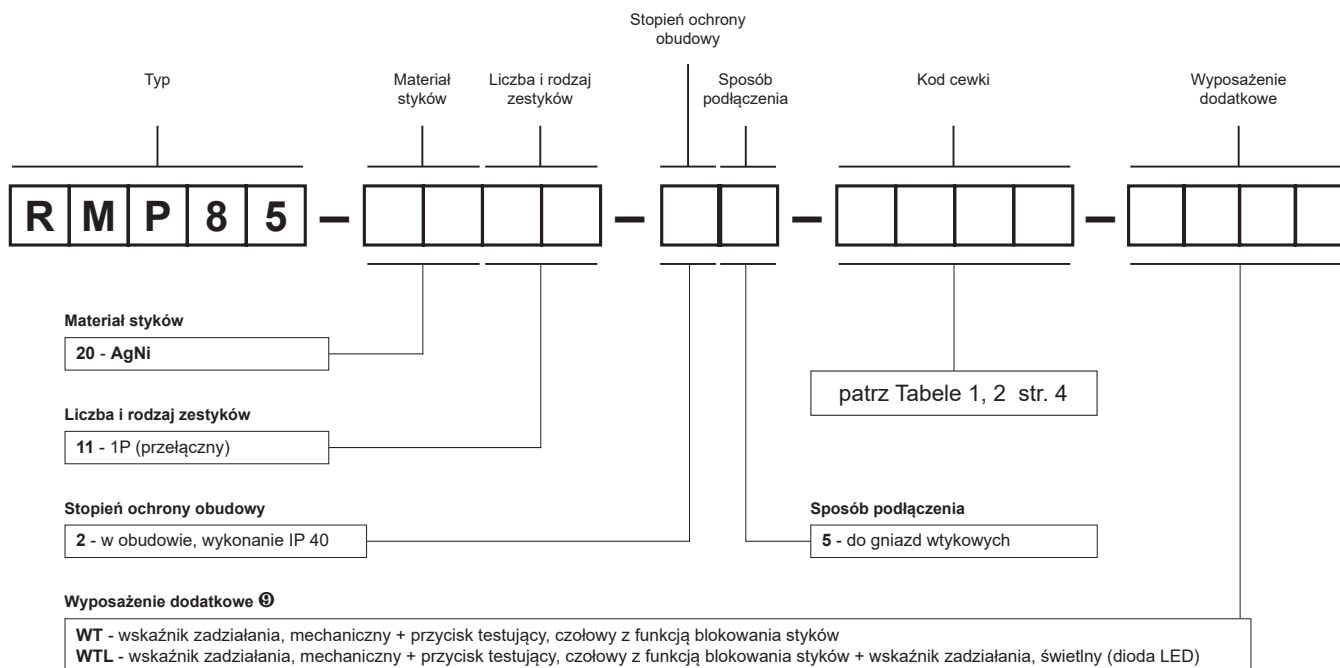 Stopień ochrony
obudowy
Typ
Materiał
styków
Liczba i rodzaj
zestyków
Sposób
podłączenia
Kod cewki
Wyposażenie
dodatkowe
R M P 8 5 – – – –
Materiał styków
20 - AgNi
patrz Tabele 1, 2 str. 4
Liczba i rodzaj zestyków
11 - 1P (przełączny)
Stopień ochrony obudowy
2 - w obudowie, wykonanie IP 40
Sposób podłączenia
5 - do gniazd wtykowych
Wyposażenie dodatkowe ❾
WT - wskaźnik zadziałania, mechaniczny + przycisk testujący, czołowy z funkcją blokowania styków
WTL - wskaźnik zadziałania, mechaniczny + przycisk testujący, czołowy z funkcją blokowania styków + wskaźnik zadziałania, świetlny (dioda LED)